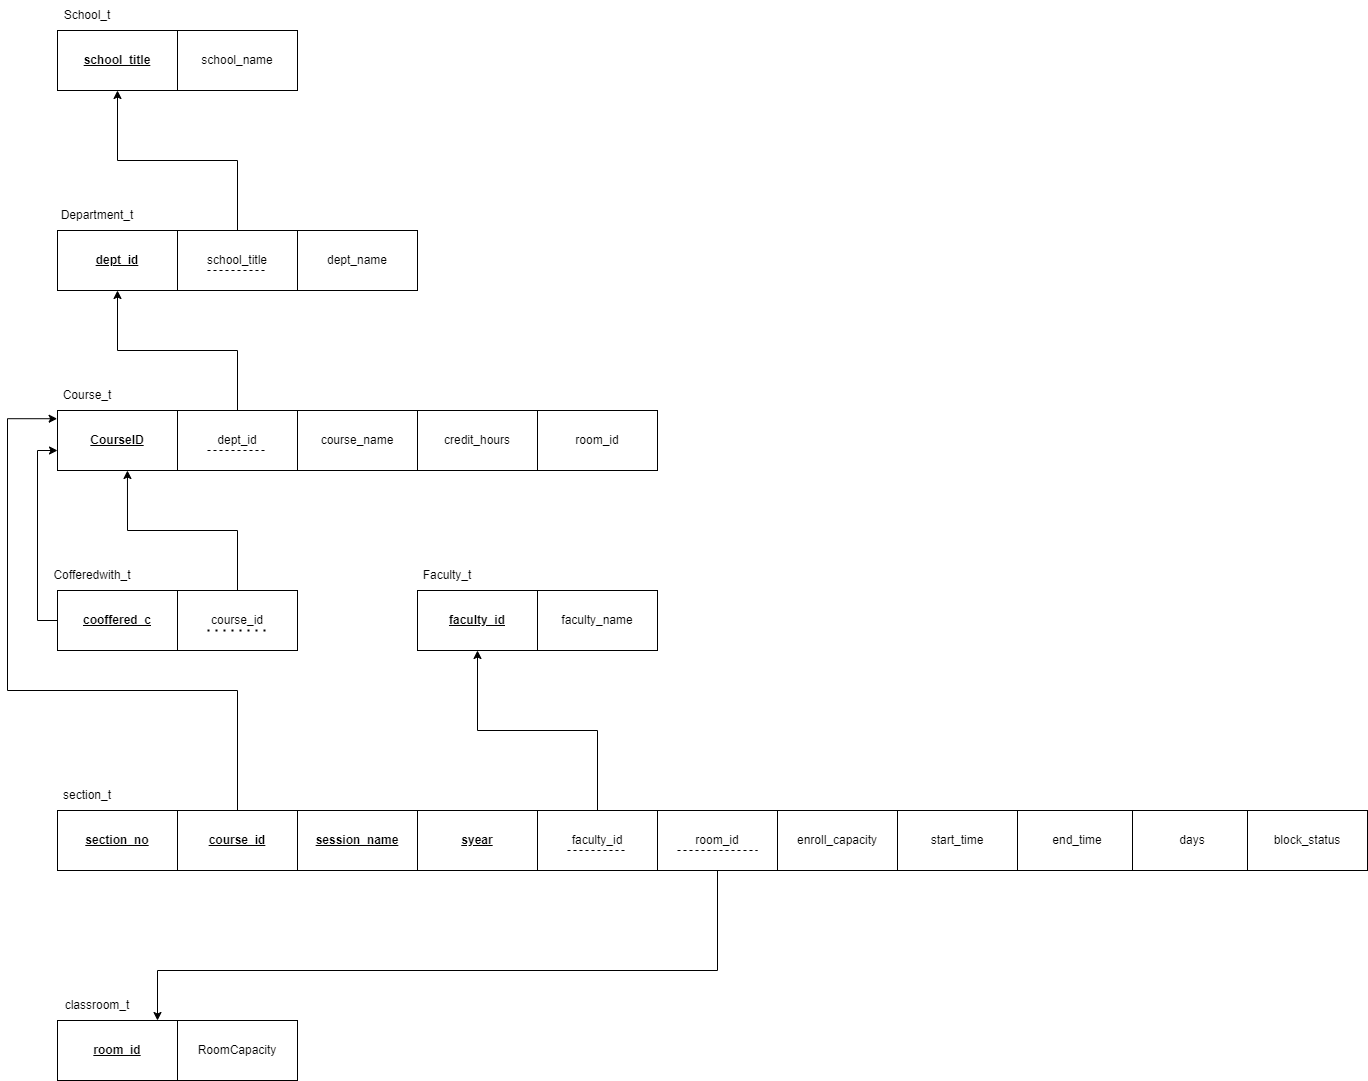 School_t
school_title school_name
Department_t
dept_id school_title dept_name
Course_t
CourseID dept_id course_name credit_hours room_id
Cofferedwith_t Faculty_t
cooffered_c course_id faculty_id faculty_name
section_t
section_no course_id session_name syear faculty_id room_id enroll_capacity start_time end_time days block_status
classroom_t
room_id RoomCapacity